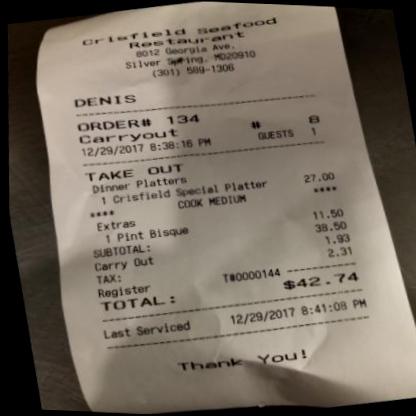 Crisfield Seafood
Restaurant
8012 Georgia Ave.
Silver Spring, MD20910
(301) 589-1306
DENIS
ORDER# 134 # 8
Carryout GUESTS 1
12/29/2017 8:38:16 PM
TAKE OUT
Dinner Platters
1 Crisfield Special Platter 27.00
**** COOK MEDIUM ****
Extras
1 Pint Bisque 11.50
SUBTOTAL: 38.50
Carry Out 1.93
TAX: 2.31
Register T#0000144
TOTAL: $42.74
Last Serviced 12/29/2017 8:41:08 PM
Thank You!